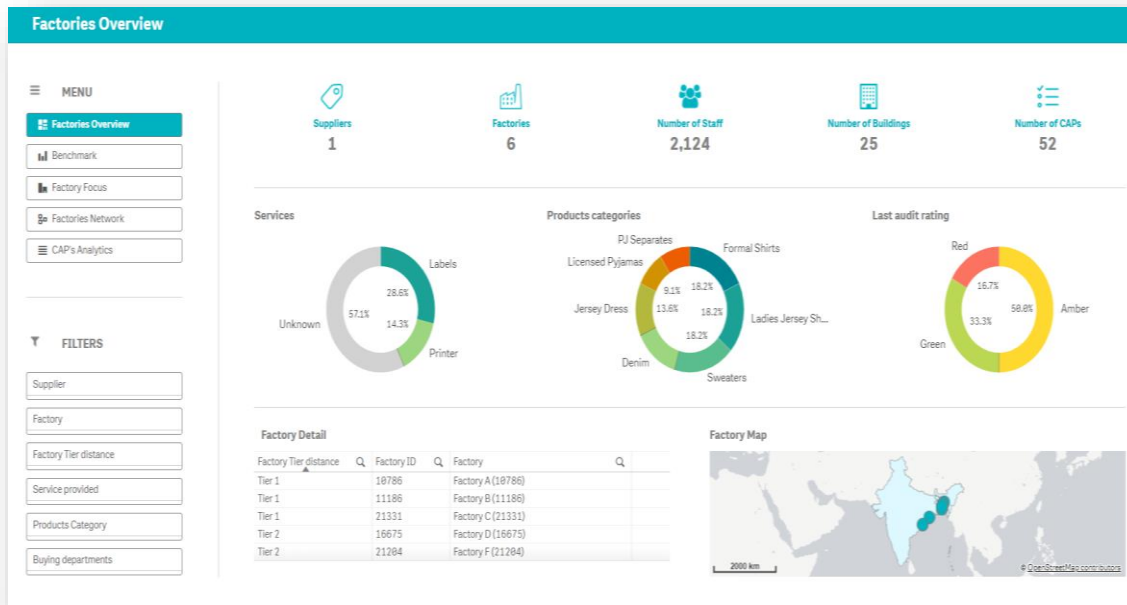 Factories Overview
MENU
Factories Overview
Benchmark
Factory Focus
Factories Network
CAP's Analytics
FILTERS
Supplier
Factory
Factory Tier distance
Service provided
Products Category
Buying departments
Suppliers
1
Factories
6
Number of Staff
2,124
Number of Buildings
25
Number of CAPs
52
Services
Labels
28.6%
57.1%
14.3%
Unknown
Printer
Products categories
PJ Separates
Formal Shirts
Licensed Pyjamas
9.1%
18.2%
Jersey Dress
13.6%
18.2%
Ladies Jersey Sh...
18.2%
Denim
Sweaters
Last audit rating
Red
16.7%
50.0%
Amber
33.3%
Green
Factory Detail
Factory Tier distance Factory ID Factory
Tier 1 10786 Factory A (10786)
Tier 1 11186 Factory B (11186)
Tier 1 21331 Factory C (21331)
Tier 2 16675 Factory D (16675)
Tier 2 21204 Factory F (21204)
Factory Map
2000 km
© OpenStreetMap contributors